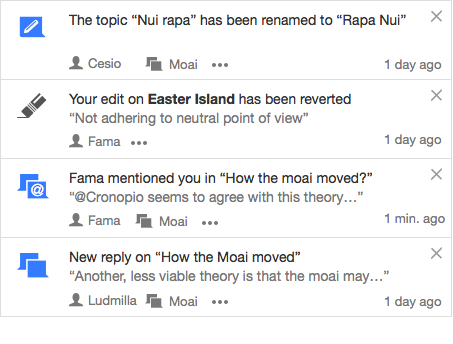 The topic “Nui rapa” has been renamed to “Rapa Nui”
Cesio Moai ••• 1 day ago
Your edit on Easter Island has been reverted
“Not adhering to neutral point of view”
Fama ••• 1 day ago
Fama mentioned you in “How the moai moved?”
@
“@Cronopio seems to agree with this theory…”
Fama Moai ••• 1 min. ago
New reply on “How the Moai moved”
“Another, less viable theory is that the moai may…”
Ludmilla Moai ••• 1 day ago